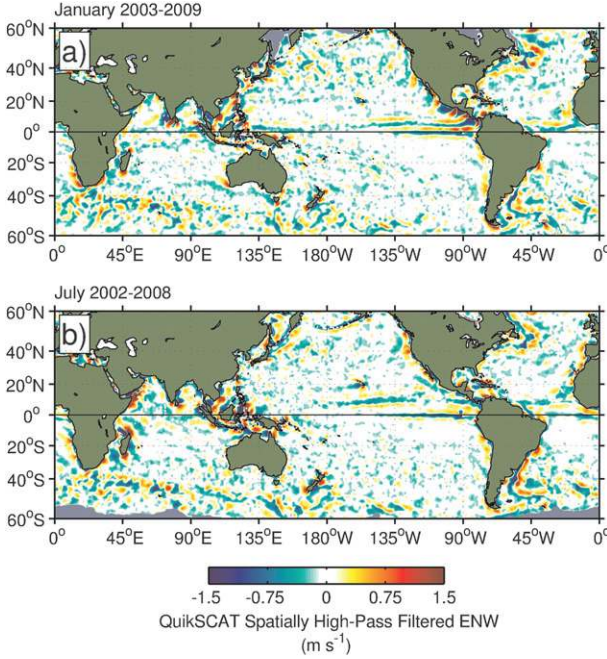 January 2003-2009
a)
60°N
40°N
20°N
0°
20°S
40°S
60°S
0° 45°E 90°E 135°E 180°W 135°W 90°W 45°W 0°
July 2002-2008
b)
60°N
40°N
20°N
0°
20°S
40°S
60°S
0° 45°E 90°E 135°E 180°W 135°W 90°W 45°W 0°
-1.5 -0.75 0 0.75 1.5
QuikSCAT Spatially High-Pass Filtered ENW
(m s⁻¹)